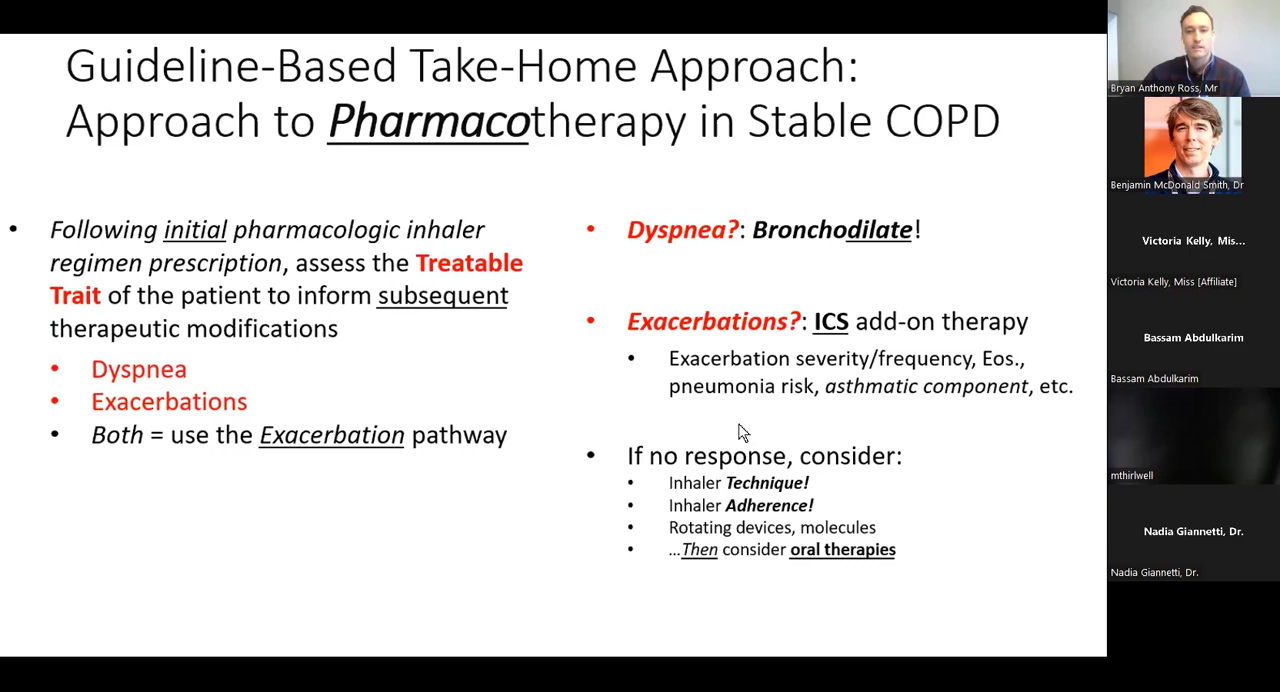 Guideline-Based Take-Home Approach:
Approach to Pharmacotherapy in Stable COPD
• Following initial pharmacologic inhaler
regimen prescription, assess the Treatable
Trait of the patient to inform subsequent
therapeutic modifications
• Dyspnea
• Exacerbations
• Both = use the Exacerbation pathway
• Dyspnea?: Bronchodilate!
• Exacerbations?: ICS add-on therapy
• Exacerbation severity/frequency, Eos.,
pneumonia risk, asthmatic component, etc.
• If no response, consider:
• Inhaler Technique!
• Inhaler Adherence!
• Rotating devices, molecules
• ...Then consider oral therapies
Bryan Anthony Ross, Mr
Benjamin McDonald Smith, Dr
Victoria Kelly, Mis...
Victoria Kelly, Miss [Affiliate]
Bassam Abdulkarim
Bassam Abdulkarim
mthirlwell
Nadia Giannetti, Dr.
Nadia Giannetti, Dr.